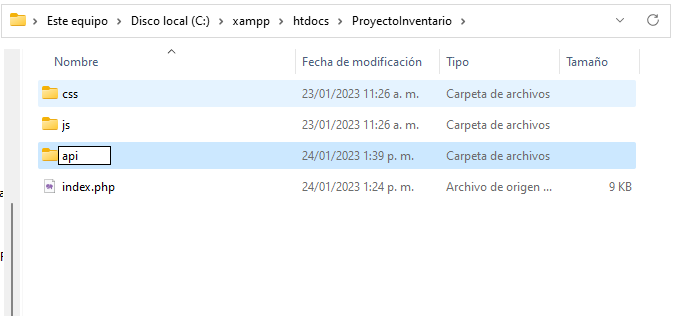 Este equipo > Disco local (C:) > xampp > htdocs > ProyectoInventario >
Nombre Fecha de modificación Tipo Tamaño
css 23/01/2023 11:26 a. m. Carpeta de archivos
js 23/01/2023 11:26 a. m. Carpeta de archivos
api 24/01/2023 1:39 p. m. Carpeta de archivos
index.php 24/01/2023 1:24 p. m. Archivo de origen ... 9 KB